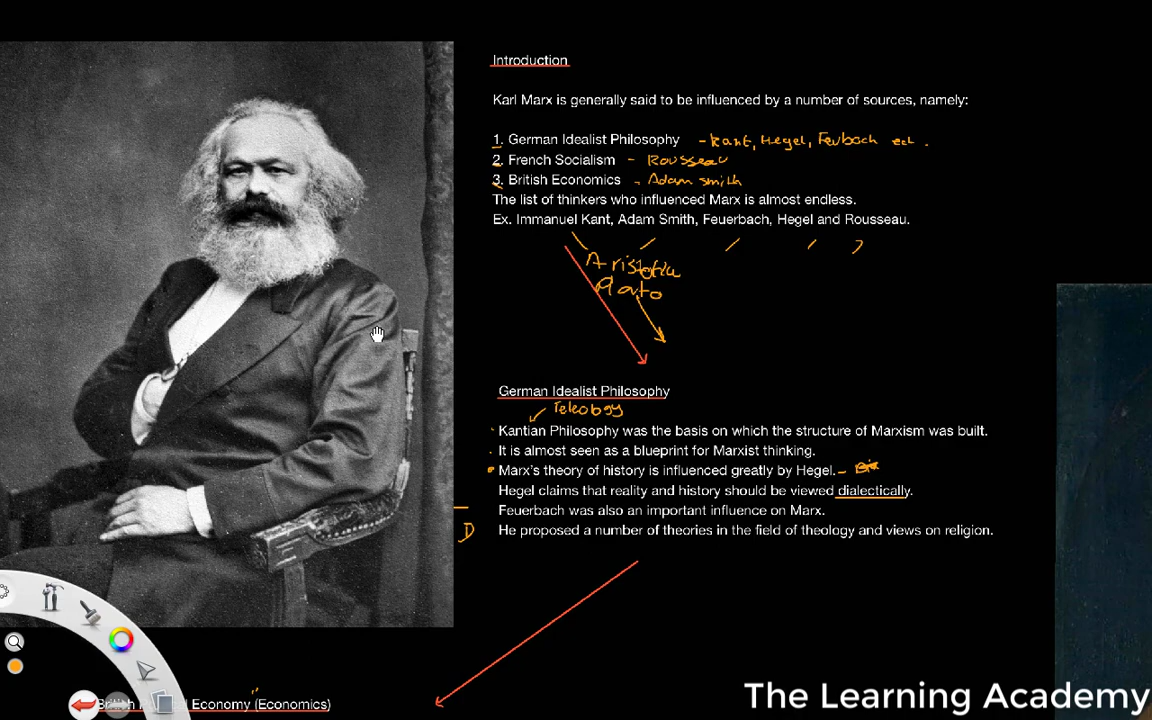 Introduction
Karl Marx is generally said to be influenced by a number of sources, namely:
1. German Idealist Philosophy - Kant, Hegel, Feubach ect.
2. French Socialism - Rousseau
3. British Economics - Adam smith
The list of thinkers who influenced Marx is almost endless.
Ex. Immanuel Kant, Adam Smith, Feuerbach, Hegel and Rousseau.
Plato
German Idealist Philosophy
Kantian Philosophy was the basis on which the structure of Marxism was built.
It is almost seen as a blueprint for Marxist thinking.
Marx's theory of history is influenced greatly by Hegel. -
Hegel claims that reality and history should be viewed dialectically.
Feuerbach was also an important influence on Marx.
D
He proposed a number of theories in the field of theology and views on religion.
Economy (Economics)
The Learning Academy